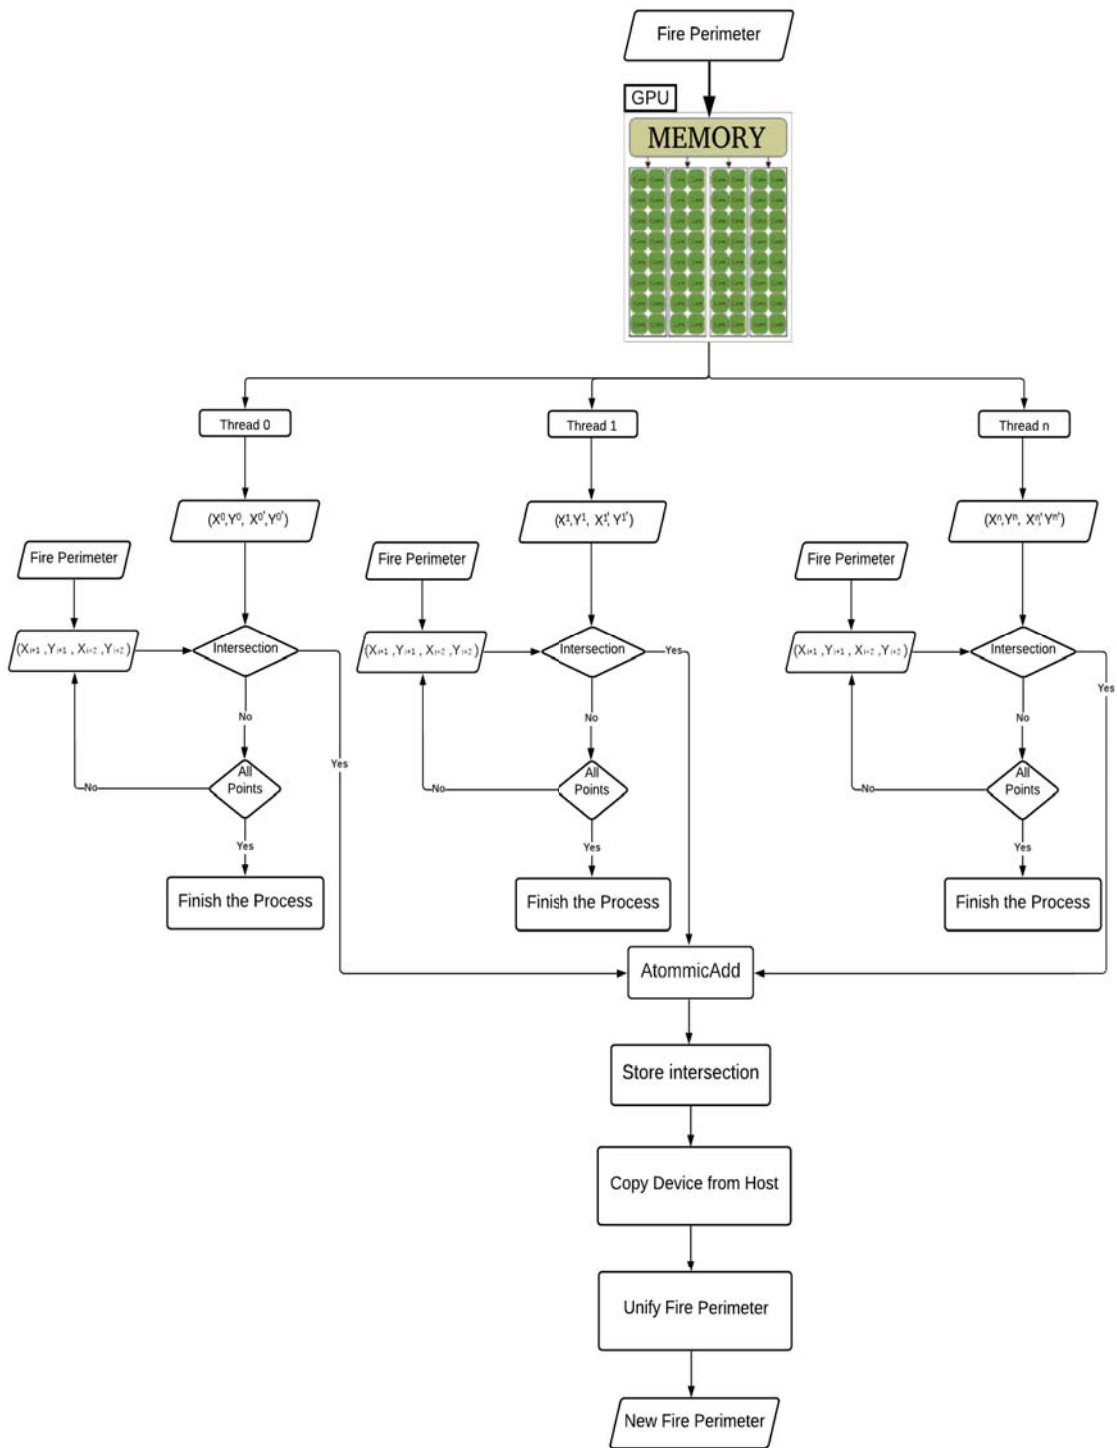 Fire Perimeter
GPU
MEMORY
Thread 0
Thread 1
Thread n
(X⁰,Y⁰, X⁰',Y⁰')
(X¹,Y¹, X¹', Y¹')
(Xⁿ,Yⁿ, Xⁿ',Yⁿ')
Fire Perimeter
Fire Perimeter
Fire Perimeter
(Xᵢ₊₁ ,Yᵢ₊₁ , Xᵢ₊₂ ,Yᵢ₊₂ )
Intersection
(Xᵢ₊₁ ,Yᵢ₊₁ , Xᵢ₊₂ ,Yᵢ₊₂ )
Intersection
Yes
(Xᵢ₊₁ ,Yᵢ₊₁ , Xᵢ₊₂ ,Yᵢ₊₂ )
Intersection
Yes
No
No
No
Yes
All
Points
All
Points
All
Points
No
No
No
Yes
Yes
Yes
Finish the Process
Finish the Process
Finish the Process
AtommicAdd
Store intersection
Copy Device from Host
Unify Fire Perimeter
New Fire Perimeter